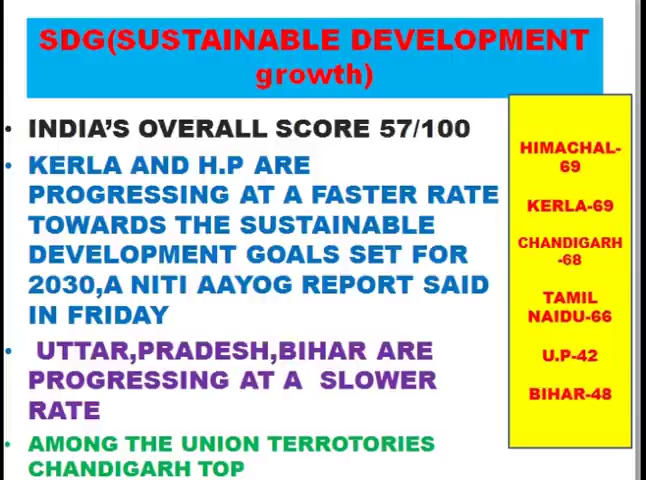 SDG(SUSTAINABLE DEVELOPMENT
growth)
• INDIA'S OVERALL SCORE 57/100
• KERLA AND H.P ARE
PROGRESSING AT A FASTER RATE
TOWARDS THE SUSTAINABLE
DEVELOPMENT GOALS SET FOR
2030,A NITI AAYOG REPORT SAID
IN FRIDAY
• UTTAR,PRADESH,BIHAR ARE
PROGRESSING AT A SLOWER
RATE
• AMONG THE UNION TERROTORIES
CHANDIGARH TOP
HIMACHAL-
69
KERLA-69
CHANDIGARH
-68
TAMIL
NAIDU-66
U.P-42
BIHAR-48